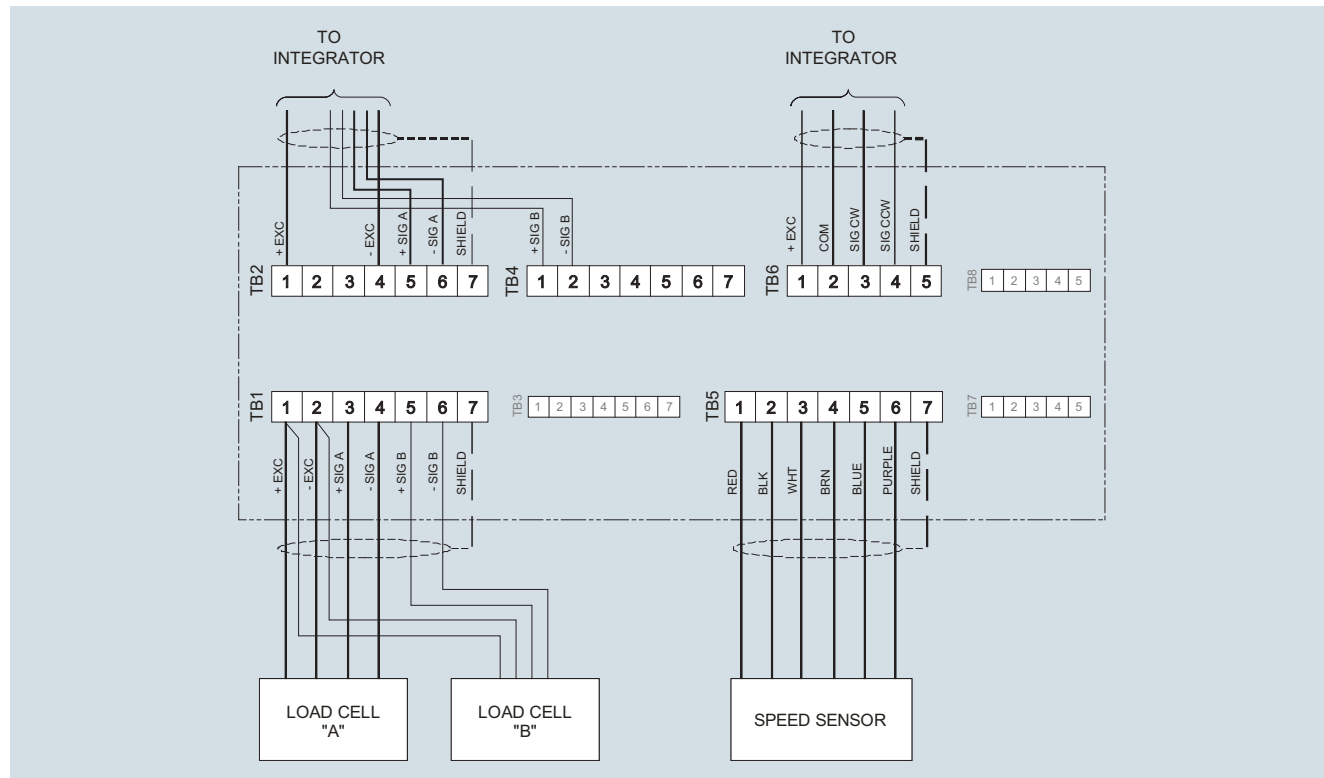 TO
INTEGRATOR
TO
INTEGRATOR
+ EXC
- EXC
+ SIG A
- SIG A
SHIELD
+ SIG B
- SIG B
+ EXC
COM
SIG CW
SIG CCW
SHIELD
TB2 1 2 3 4 5 6 7
TB4 1 2 3 4 5 6 7
TB6 1 2 3 4 5
TB8 1 2 3 4 5
TB1 1 2 3 4 5 6 7
TB3 1 2 3 4 5 6 7
TB5 1 2 3 4 5 6 7
TB7 1 2 3 4 5
+ EXC
- EXC
+ SIG A
- SIG A
+ SIG B
- SIG B
SHIELD
RED
BLK
WHT
BRN
BLUE
PURPLE
SHIELD
LOAD CELL
"A"
LOAD CELL
"B"
SPEED SENSOR